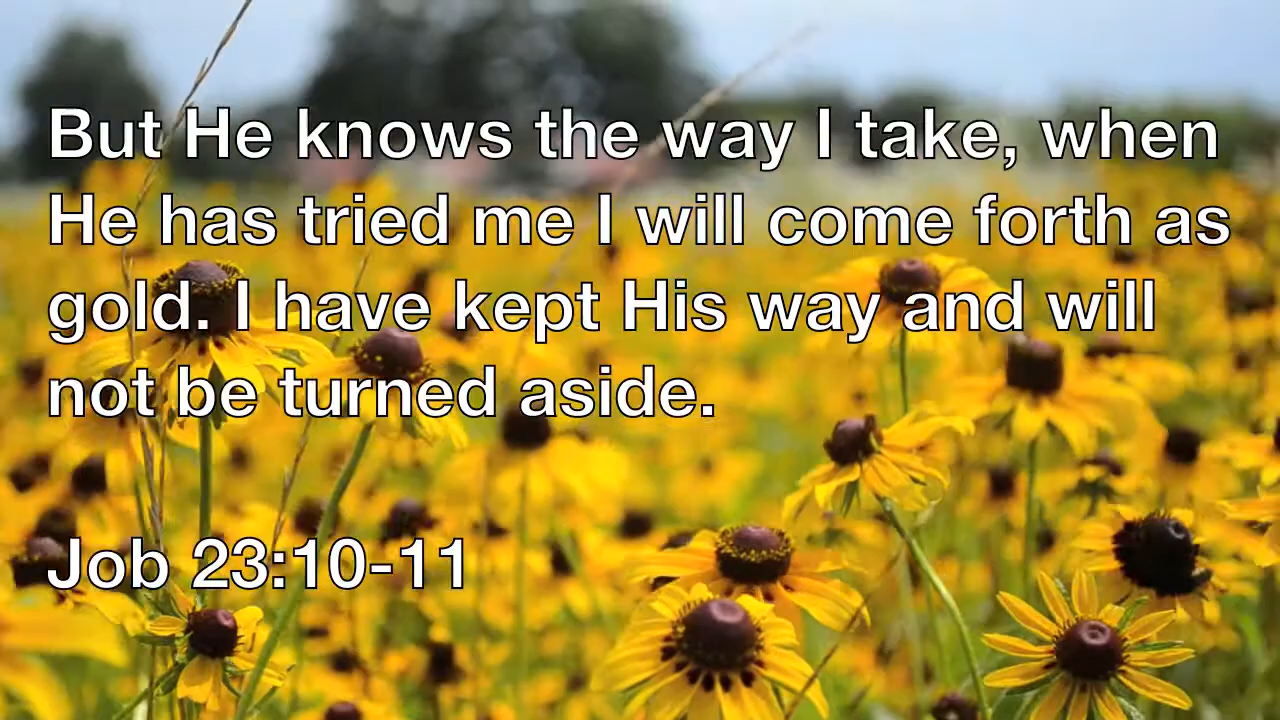 But He knows the way I take, when
He has tried me I will come forth as
gold. I have kept His way and will
not be turned aside.
Job 23:10-11